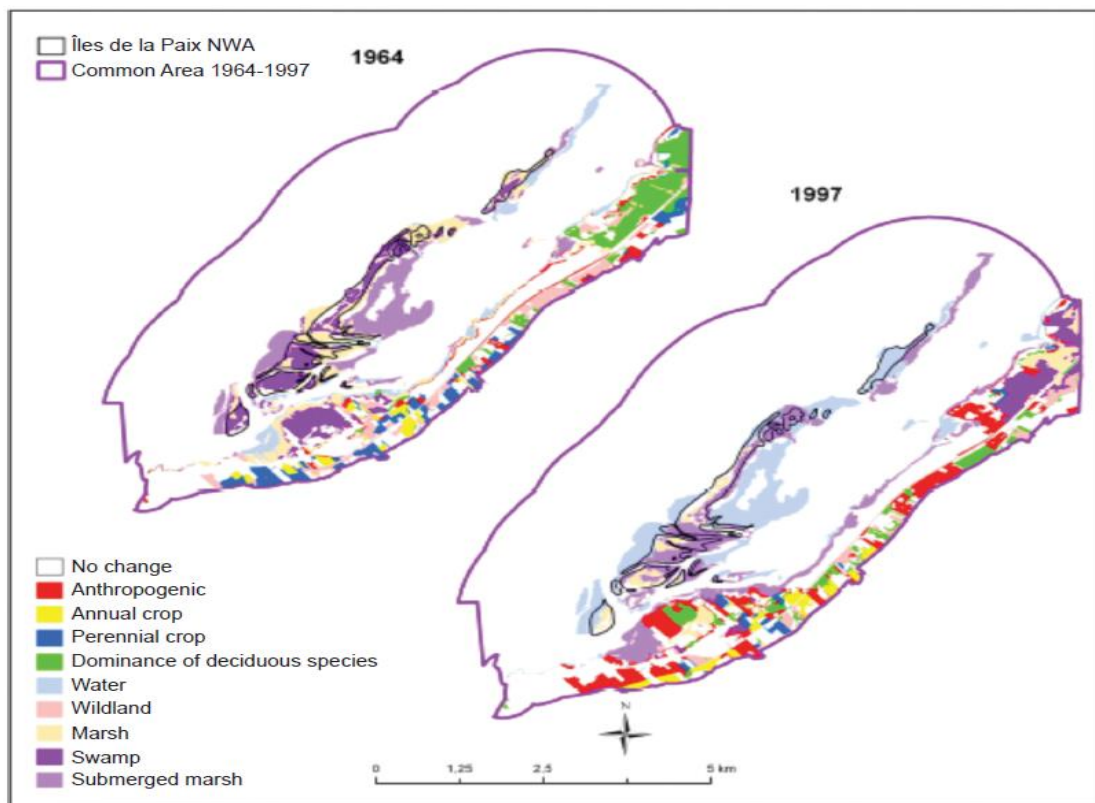 Îles de la Paix NWA
Common Area 1964-1997
1964
1997
No change
Anthropogenic
Annual crop
Perennial crop
Dominance of deciduous species
Water
Wildland
Marsh
Swamp
Submerged marsh
N
0 1,25 2,5 5 km